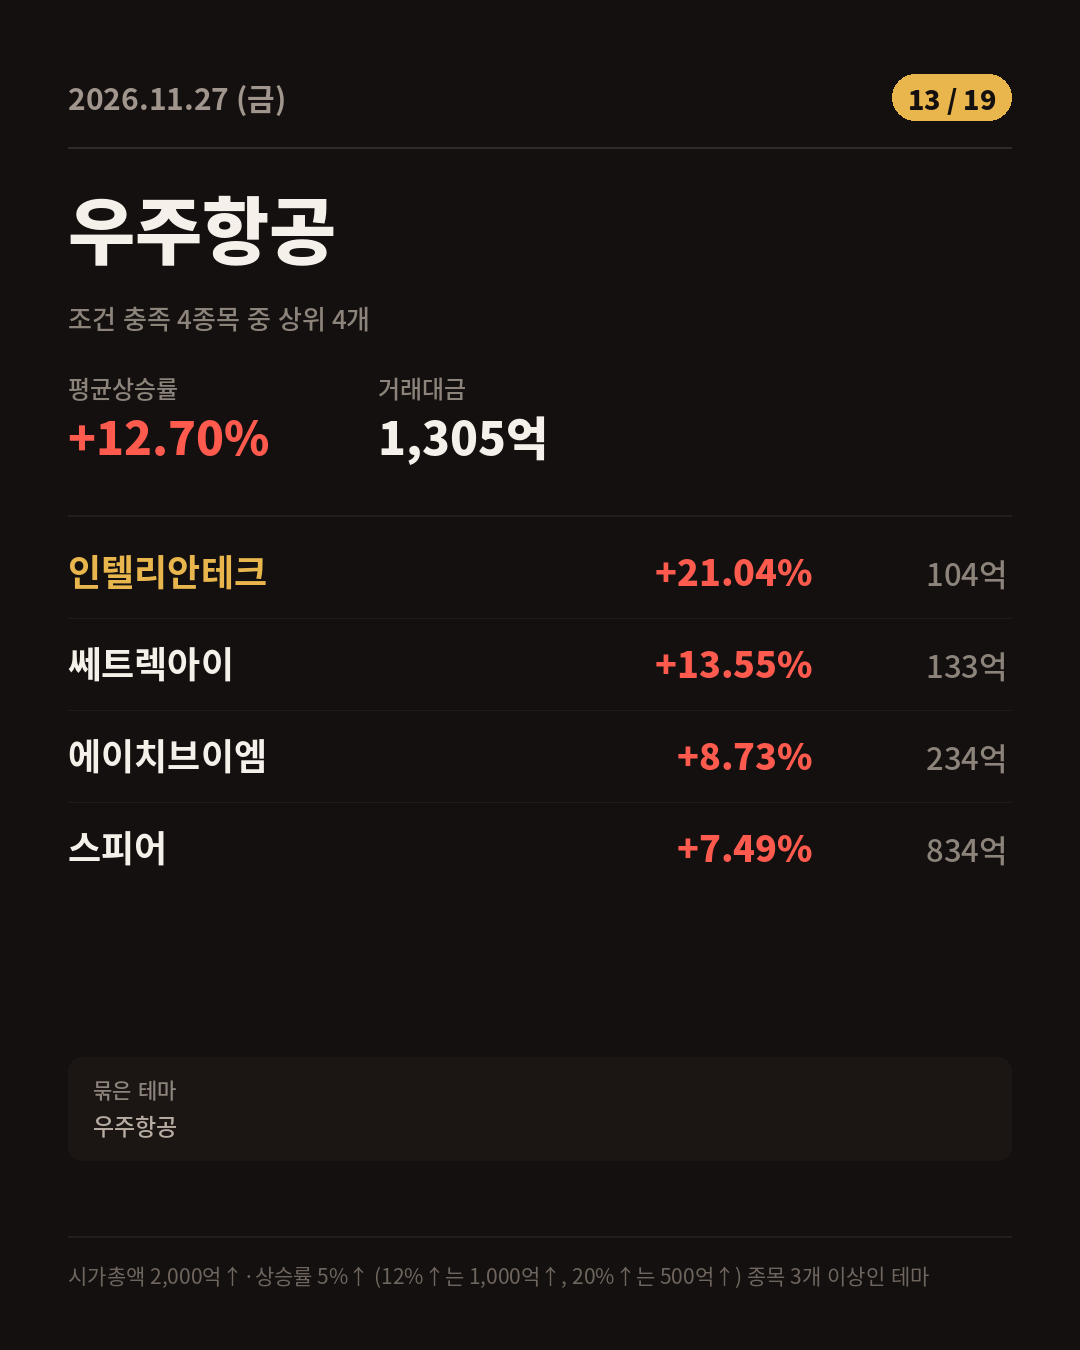 2026.11.27 (금)
13 / 19
우주항공
조건 충족 4종목 중 상위 4개
평균상승률 거래대금
+12.70% 1,305억
인텔리안테크 +21.04% 104억
쎄트렉아이 +13.55% 133억
에이치브이엠 +8.73% 234억
스피어 +7.49% 834억
묶은 테마
우주항공
시가총액 2,000억↑ · 상승률 5%↑ (12%↑는 1,000억↑, 20%↑는 500억↑) 종목 3개 이상인 테마